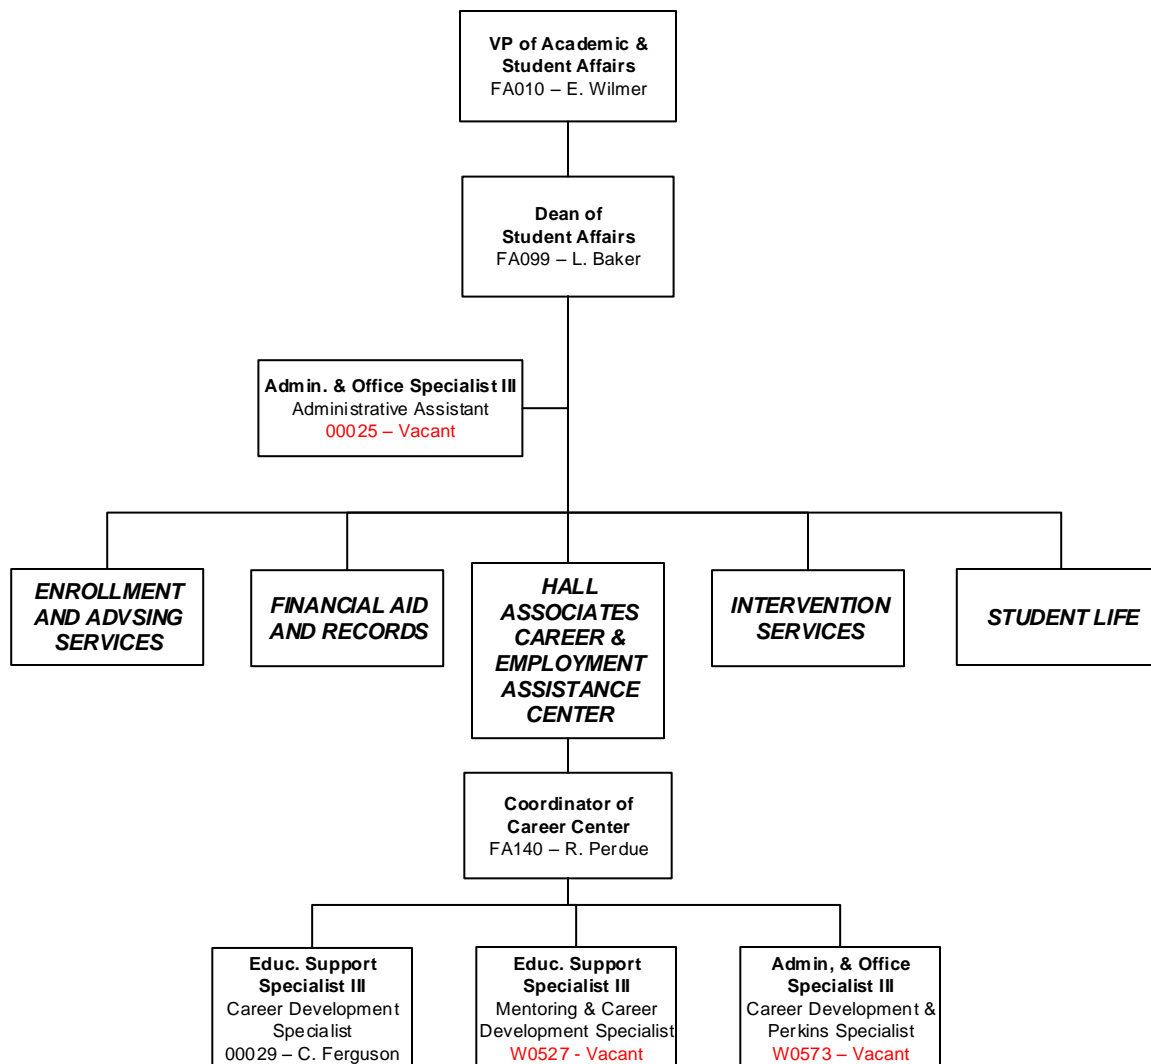 VP of Academic &
Student Affairs
FA010 – E. Wilmer
Dean of
Student Affairs
FA099 – L. Baker
Admin. & Office Specialist III
Administrative Assistant
00025 – Vacant
ENROLLMENT
AND ADVSING
SERVICES
FINANCIAL AID
AND RECORDS
HALL
ASSOCIATES
CAREER &
EMPLOYMENT
ASSISTANCE
CENTER
INTERVENTION
SERVICES
STUDENT LIFE
Coordinator of
Career Center
FA140 – R. Perdue
Educ. Support
Specialist III
Career Development
Specialist
00029 – C. Ferguson
Educ. Support
Specialist III
Mentoring & Career
Development Specialist
W0527 - Vacant
Admin, & Office
Specialist III
Career Development &
Perkins Specialist
W0573 – Vacant